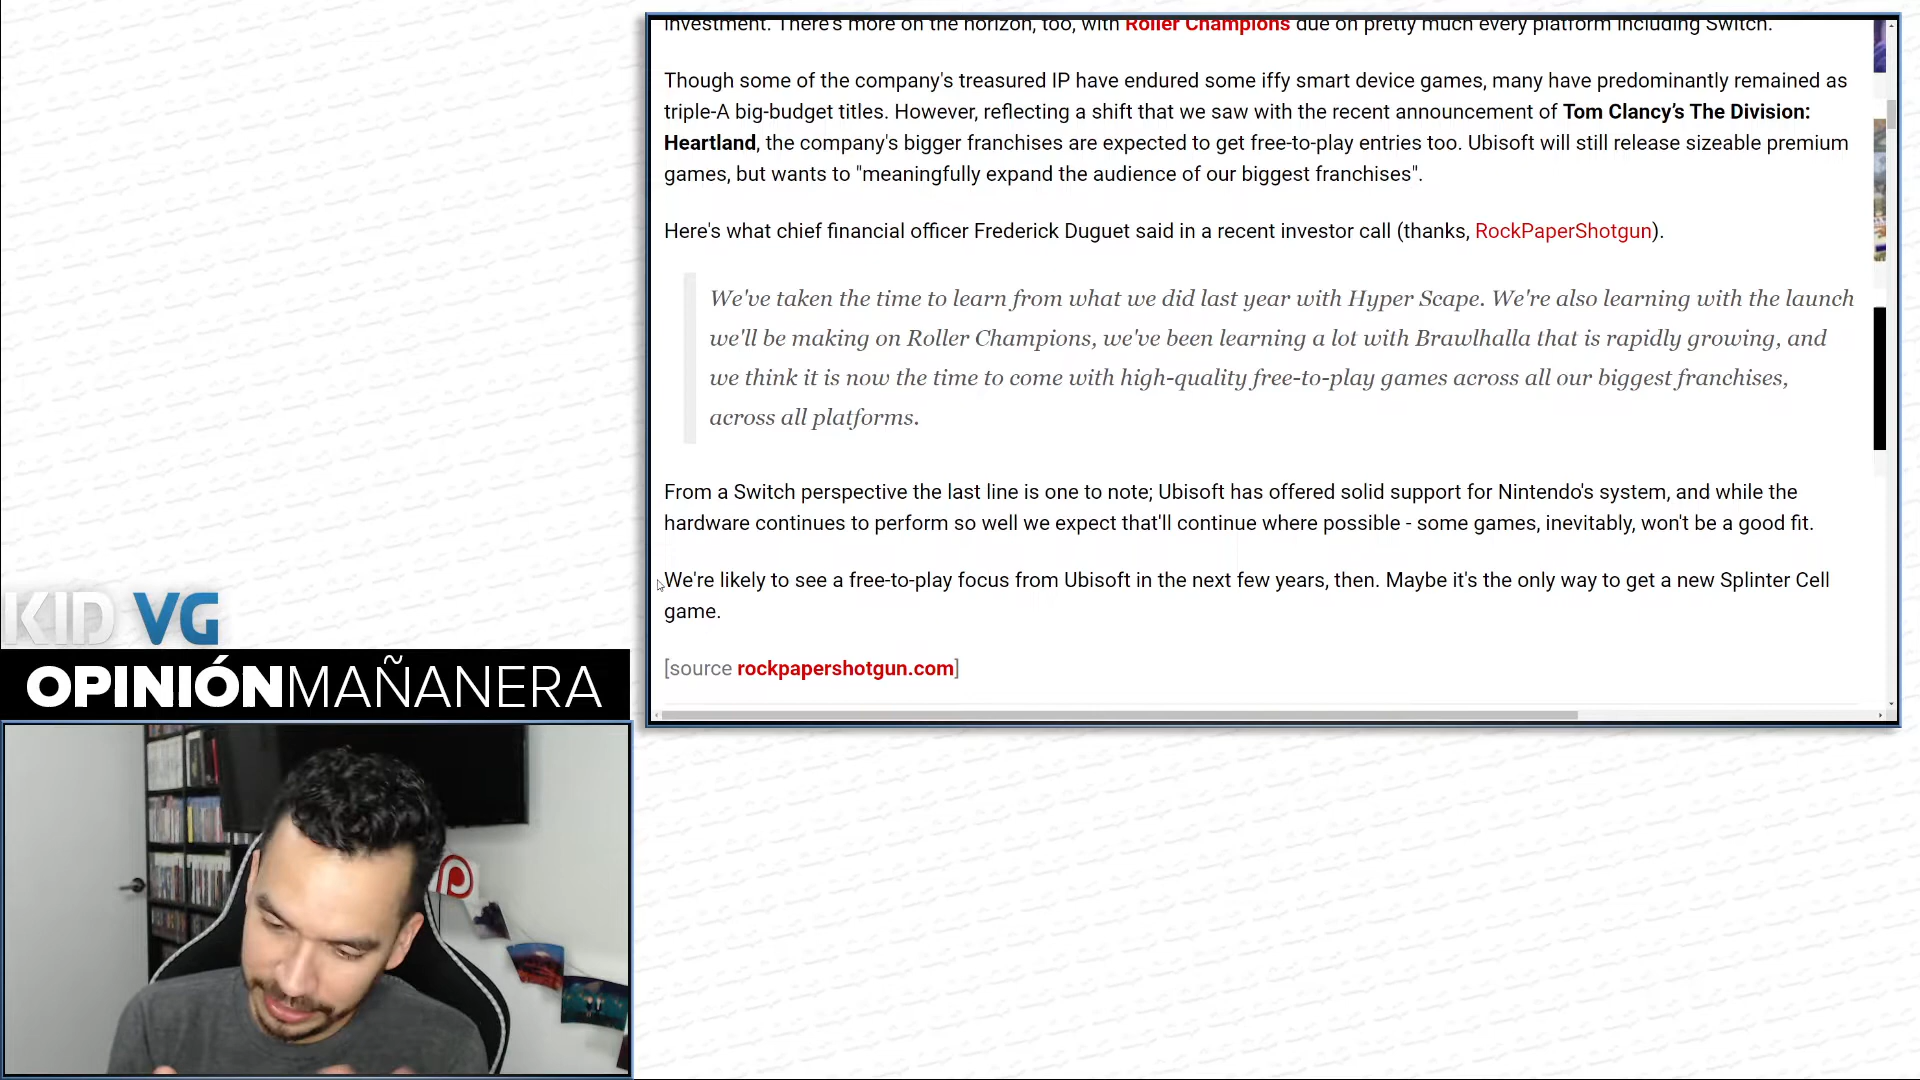 investment. There's more on the horizon, too, with Roller Champions due on pretty much every platform including Switch.
Though some of the company's treasured IP have endured some iffy smart device games, many have predominantly remained as
triple-A big-budget titles. However, reflecting a shift that we saw with the recent announcement of Tom Clancy’s The Division:
Heartland, the company's bigger franchises are expected to get free-to-play entries too. Ubisoft will still release sizeable premium
games, but wants to "meaningfully expand the audience of our biggest franchises".
Here's what chief financial officer Frederick Duguet said in a recent investor call (thanks, RockPaperShotgun).
We've taken the time to learn from what we did last year with Hyper Scape. We're also learning with the launch
we'll be making on Roller Champions, we've been learning a lot with Brawlhalla that is rapidly growing, and
we think it is now the time to come with high-quality free-to-play games across all our biggest franchises,
across all platforms.
From a Switch perspective the last line is one to note; Ubisoft has offered solid support for Nintendo's system, and while the
hardware continues to perform so well we expect that'll continue where possible - some games, inevitably, won't be a good fit.
We're likely to see a free-to-play focus from Ubisoft in the next few years, then. Maybe it's the only way to get a new Splinter Cell
game.
[source rockpapershotgun.com]
KID VG
OPINIÓNMAÑANERA